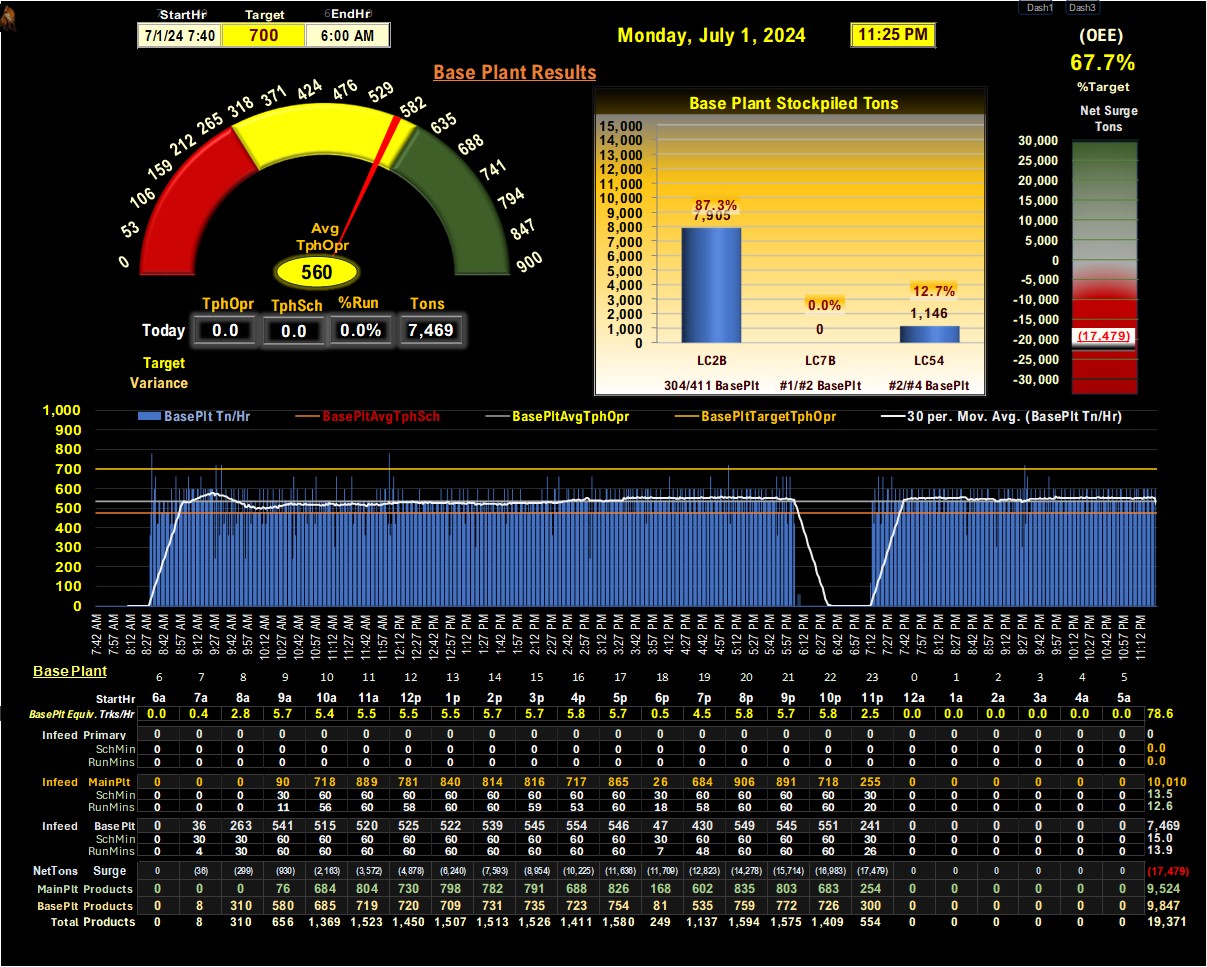 Dash1 Dash3
StartHr Target EndHr
7/1/24 7:40 700 6:00 AM
Monday, July 1, 2024 11:25 PM
(OEE)
67.7%
%Target
Base Plant Results
0 53 106 159 212 265 318 371 424 476 529 582 635 688 741 794 847 900
Avg
TphOpr
560
TphOpr TphSch %Run Tons
Today 0.0 0.0 0.0% 7,469
Target
Variance
Base Plant Stockpiled Tons
15,000
14,000
13,000
12,000
11,000
10,000
9,000
8,000
7,000
6,000
5,000
4,000
3,000
2,000
1,000
0
87.3%
7,905
0.0%
0
12.7%
1,146
LC2B LC7B LC54
304/411 BasePlt #1/#2 BasePlt #2/#4 BasePlt
Net Surge
Tons
30,000
25,000
20,000
15,000
10,000
5,000
0
-5,000
-10,000
-15,000
-20,000
-25,000
-30,000
(17,479)
BasePlt Tn/Hr BasePltAvgTphSch BasePltAvgTphOpr BasePltTargetTphOpr 30 per. Mov. Avg. (BasePlt Tn/Hr)
1,000
900
800
700
600
500
400
300
200
100
0
7:42 AM 7:57 AM 8:12 AM 8:27 AM 8:42 AM 8:57 AM 9:12 AM 9:27 AM 9:42 AM 9:57 AM 10:12 AM 10:27 AM 10:42 AM 10:57 AM 11:12 AM 11:27 AM 11:42 AM 11:57 AM 12:12 PM 12:27 PM 12:42 PM 12:57 PM 1:12 PM 1:27 PM 1:42 PM 1:57 PM 2:12 PM 2:27 PM 2:42 PM 2:57 PM 3:12 PM 3:27 PM 3:42 PM 3:57 PM 4:12 PM 4:27 PM 4:42 PM 4:57 PM 5:12 PM 5:27 PM 5:42 PM 5:57 PM 6:12 PM 6:27 PM 6:42 PM 6:57 PM 7:12 PM 7:27 PM 7:42 PM 7:57 PM 8:12 PM 8:27 PM 8:42 PM 8:57 PM 9:12 PM 9:27 PM 9:42 PM 9:57 PM 10:12 PM 10:27 PM 10:42 PM 10:57 PM 11:12 PM
Base Plant 6 7 8 9 10 11 12 13 14 15 16 17 18 19 20 21 22 23 0 1 2 3 4 5
StartHr 6a 7a 8a 9a 10a 11a 12p 1p 2p 3p 4p 5p 6p 7p 8p 9p 10p 11p 12a 1a 2a 3a 4a 5a
BasePlt Equiv. Trks/Hr 0.0 0.4 2.8 5.7 5.4 5.5 5.5 5.5 5.7 5.7 5.8 5.7 0.5 4.5 5.8 5.7 5.8 2.5 0.0 0.0 0.0 0.0 0.0 0.0 78.6
Infeed Primary 0 0 0 0 0 0 0 0 0 0 0 0 0 0 0 0 0 0 0 0 0 0 0 0 0
SchMin 0 0 0 0 0 0 0 0 0 0 0 0 0 0 0 0 0 0 0 0 0 0 0 0 0.0
RunMins 0 0 0 0 0 0 0 0 0 0 0 0 0 0 0 0 0 0 0 0 0 0 0 0 0.0
Infeed MainPlt 0 0 0 90 718 889 781 840 814 816 717 865 26 684 906 891 718 255 0 0 0 0 0 0 10,010
SchMin 0 0 0 30 60 60 60 60 60 60 60 60 30 60 60 60 60 30 0 0 0 0 0 0 13.5
RunMins 0 0 0 11 56 60 58 60 60 59 53 60 18 58 60 60 60 20 0 0 0 0 0 0 12.6
Infeed BasePlt 0 36 263 541 515 520 525 522 539 545 554 546 47 430 549 545 551 241 0 0 0 0 0 0 7,469
SchMin 0 30 30 60 60 60 60 60 60 60 60 60 30 60 60 60 60 30 0 0 0 0 0 0 15.0
RunMins 0 4 30 60 60 60 60 60 60 60 60 60 7 48 60 60 60 26 0 0 0 0 0 0 13.9
NetTons Surge 0 (36) (299) (930) (2,163) (3,572) (4,878) (6,240) (7,593) (8,954) (10,225) (11,636) (11,709) (12,823) (14,278) (15,714) (16,983) (17,479) 0 0 0 0 0 0 (17,479)
MainPlt Products 0 0 0 76 684 804 730 798 782 791 688 826 168 602 835 803 683 254 0 0 0 0 0 0 9,524
BasePlt Products 0 8 310 580 685 719 720 709 731 735 723 754 81 535 759 772 726 300 0 0 0 0 0 0 9,847
Total Products 0 8 310 656 1,369 1,523 1,450 1,507 1,513 1,526 1,411 1,580 249 1,137 1,594 1,575 1,409 554 0 0 0 0 0 0 19,371